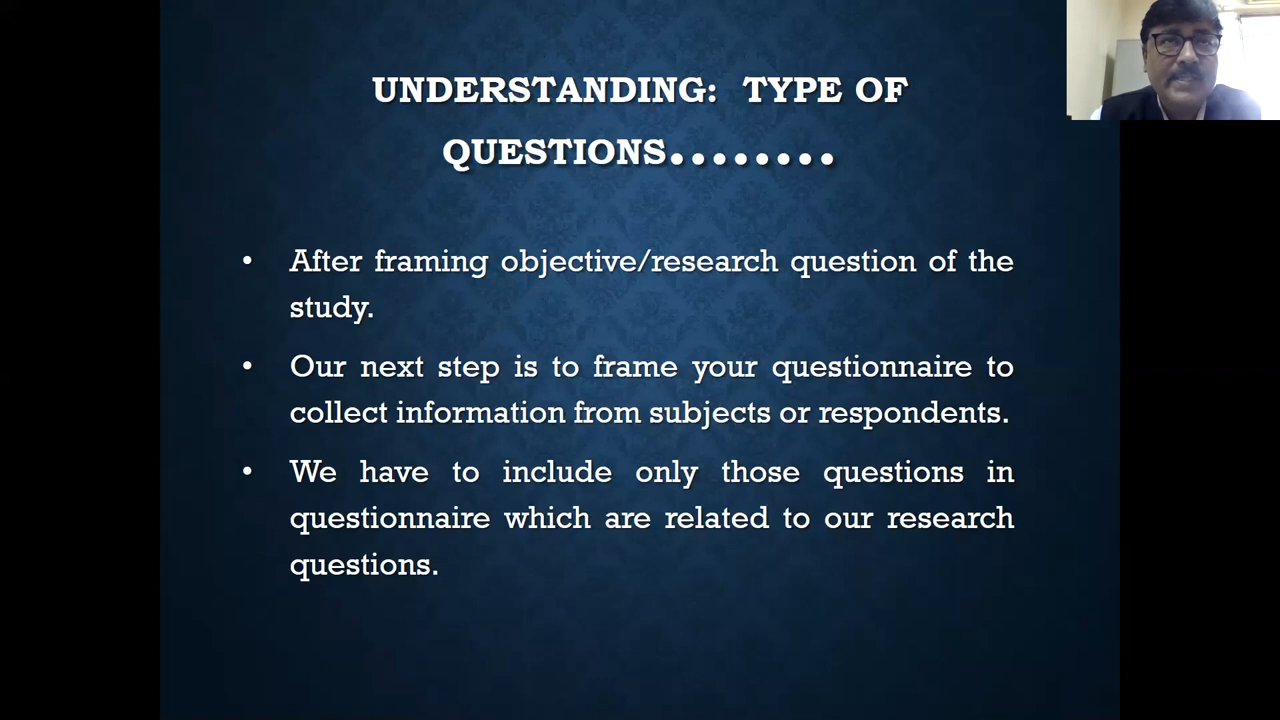 UNDERSTANDING: TYPE OF
QUESTIONS........
• After framing objective/research question of the
study.
• Our next step is to frame your questionnaire to
collect information from subjects or respondents.
• We have to include only those questions in
questionnaire which are related to our research
questions.